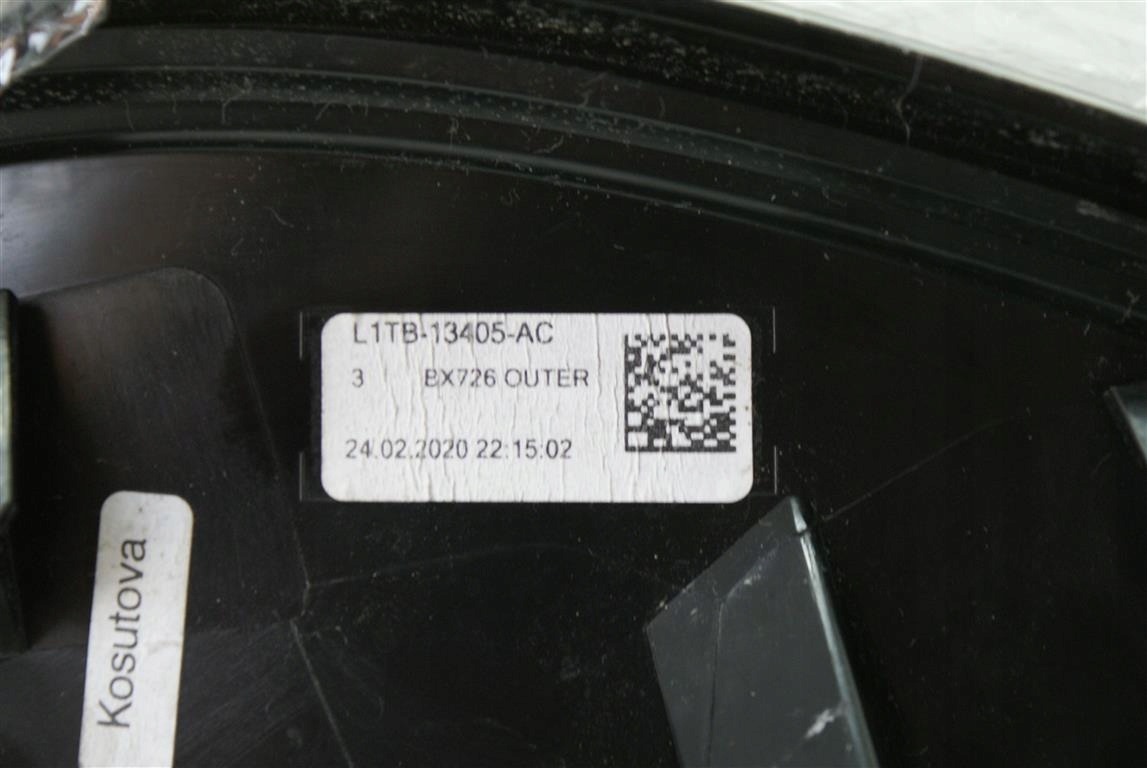 L1TB-13405-AC
3 BX726 OUTER
24.02.2020 22:15:02
Kosutova